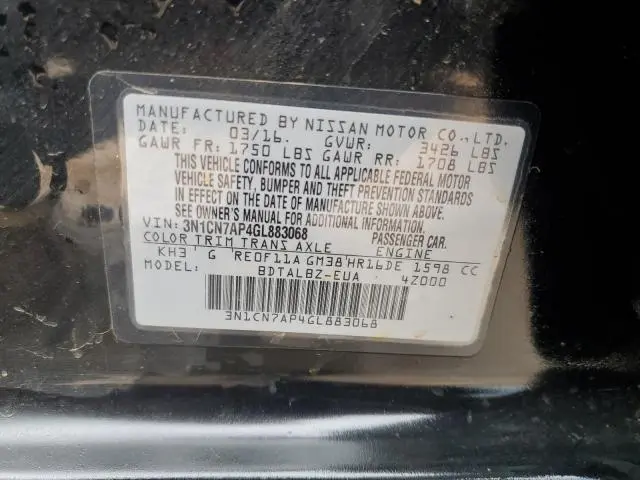 MANUFACTURED BY NISSAN MOTOR CO.,LTD.
DATE: 03/16. GVWR: 3426 LBS
GAWR FR: 1750 LBS GAWR RR: 1708 LBS
THIS VEHICLE CONFORMS TO ALL APPLICABLE FEDERAL MOTOR
VEHICLE SAFETY, BUMPER AND THEFT PREVENTION STANDARDS
IN EFFECT ON THE DATE OF MANUFACTURE SHOWN ABOVE.
SEE OWNER'S MANUAL FOR ADDITIONAL INFORMATION.
VIN: 3N1CN7AP4GL883068 PASSENGER CAR.
COLOR TRIM TRANS AXLE ENGINE
KH3 G RE0F11A GM38 HR16DE 1598 CC
MODEL: BDTALBZ-EUA 4Z000
3N1CN7AP4GL883068